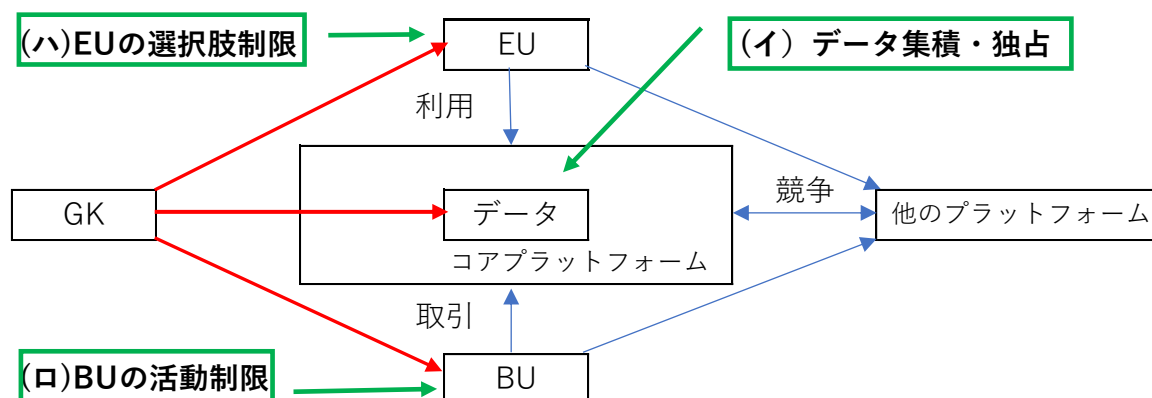 (ハ)EUの選択肢制限
EU
(イ）データ集積・独占
利用
GK
データ
競争
他のプラットフォーム
コアプラットフォーム
取引
(ロ)BUの活動制限
BU